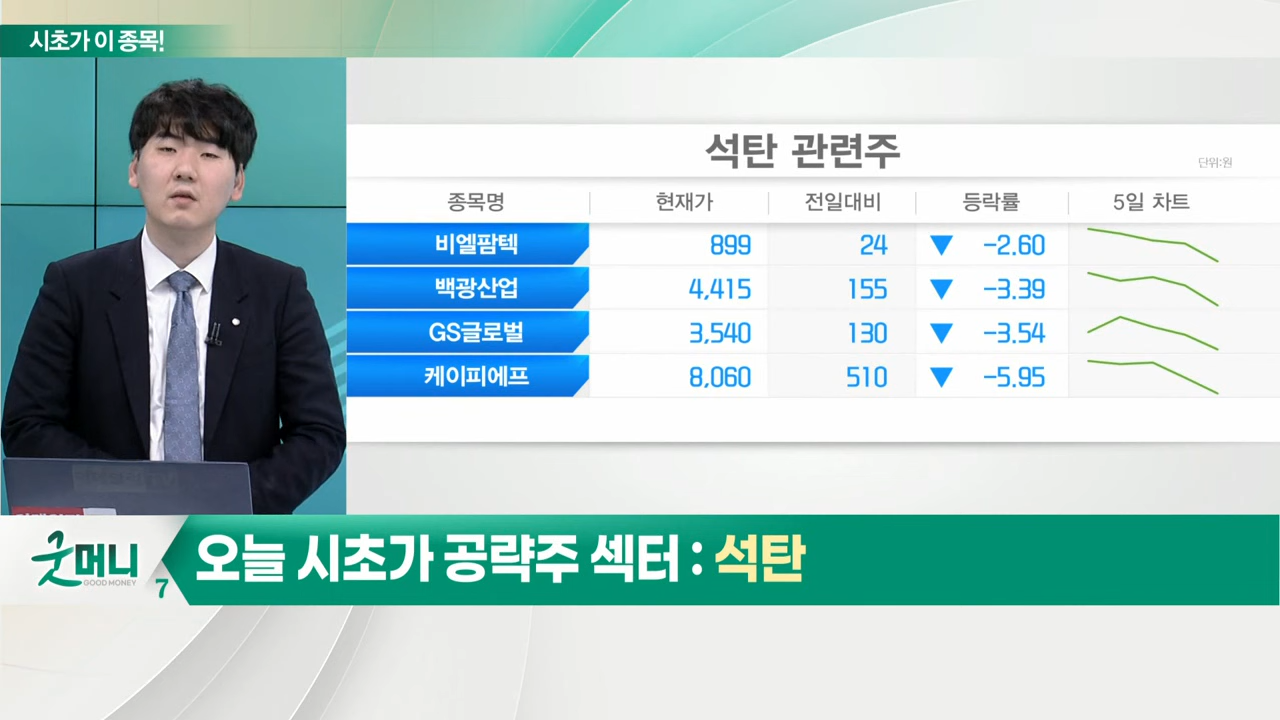 시초가 이 종목!
석탄 관련주
단위:원
종목명 현재가 전일대비 등락률 5일 차트
비엘팜텍 899 24 ▼ -2.60
백광산업 4,415 155 ▼ -3.39
GS글로벌 3,540 130 ▼ -3.54
케이피에프 8,060 510 ▼ -5.95
굿머니
GOOD MONEY
7
오늘 시초가 공략주 섹터 : 석탄